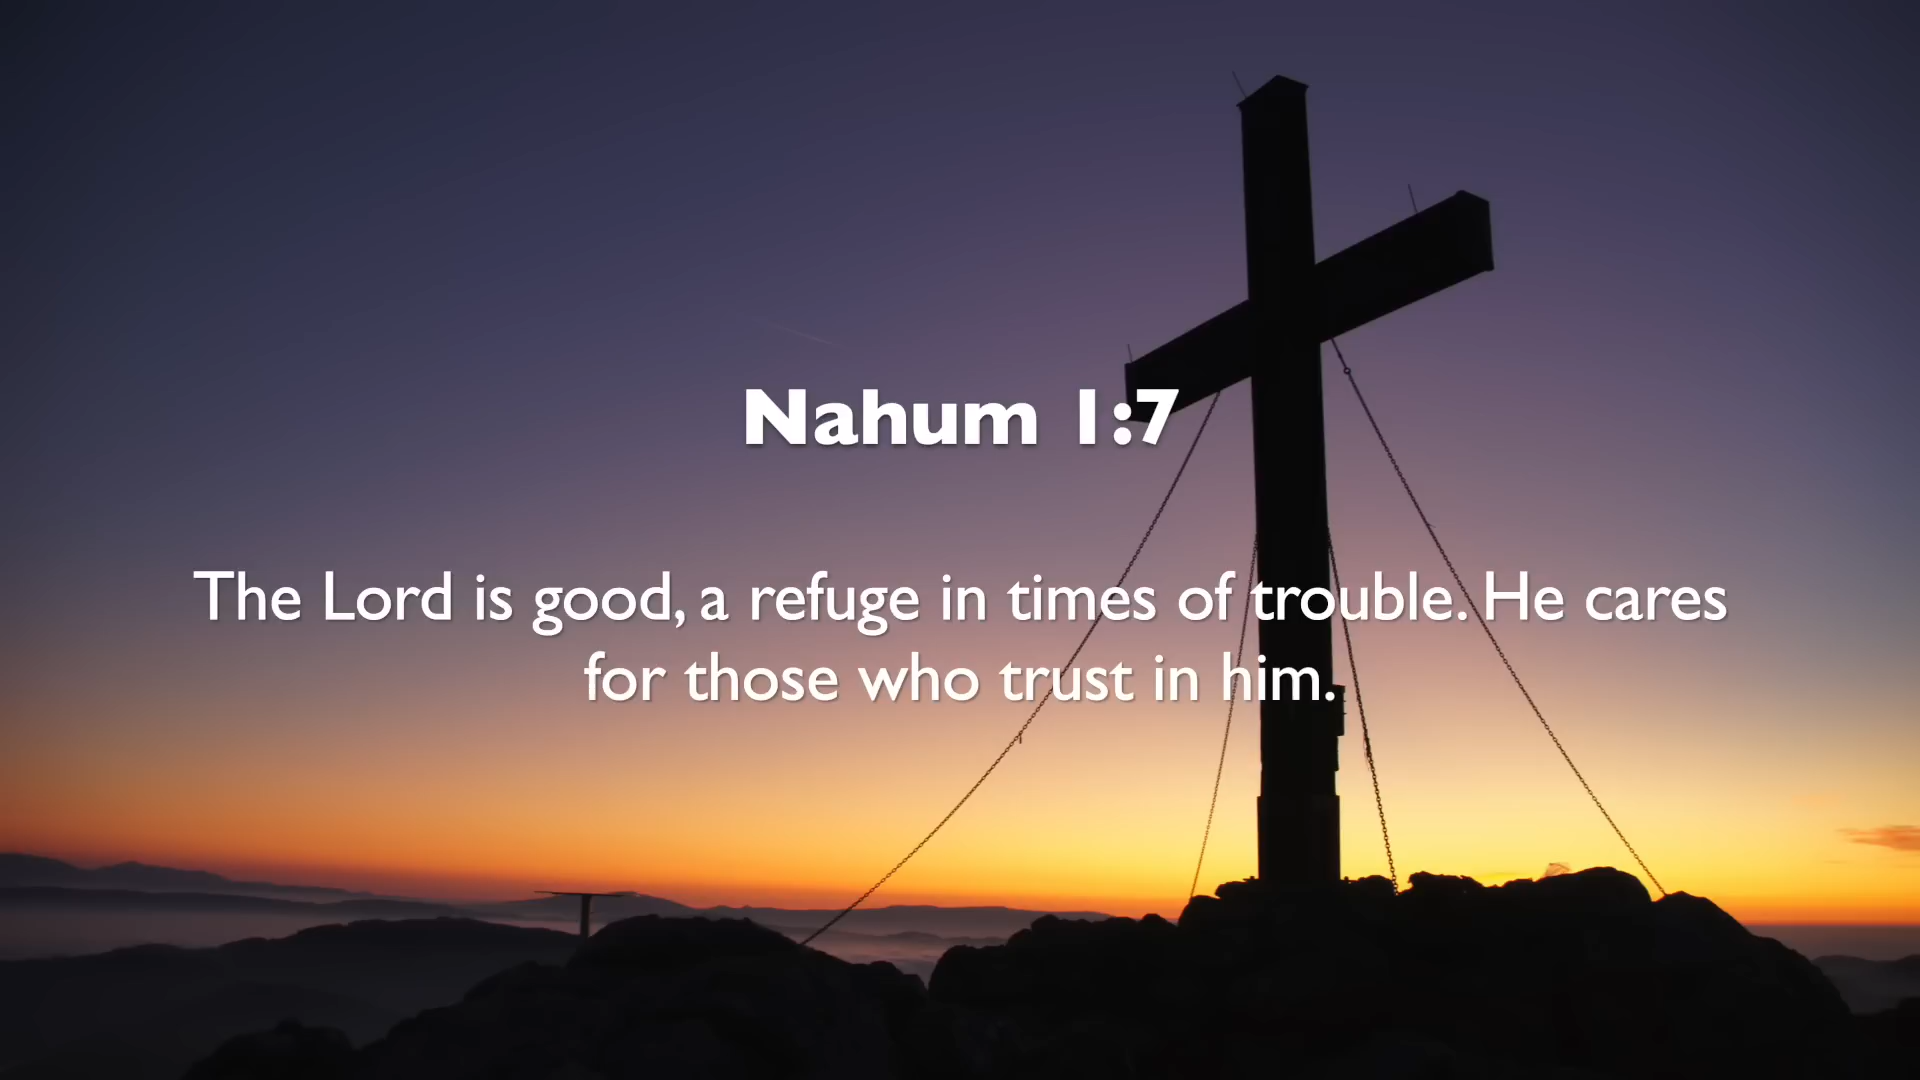 Nahum 1:7
The Lord is good, a refuge in times of trouble. He cares
for those who trust in him.